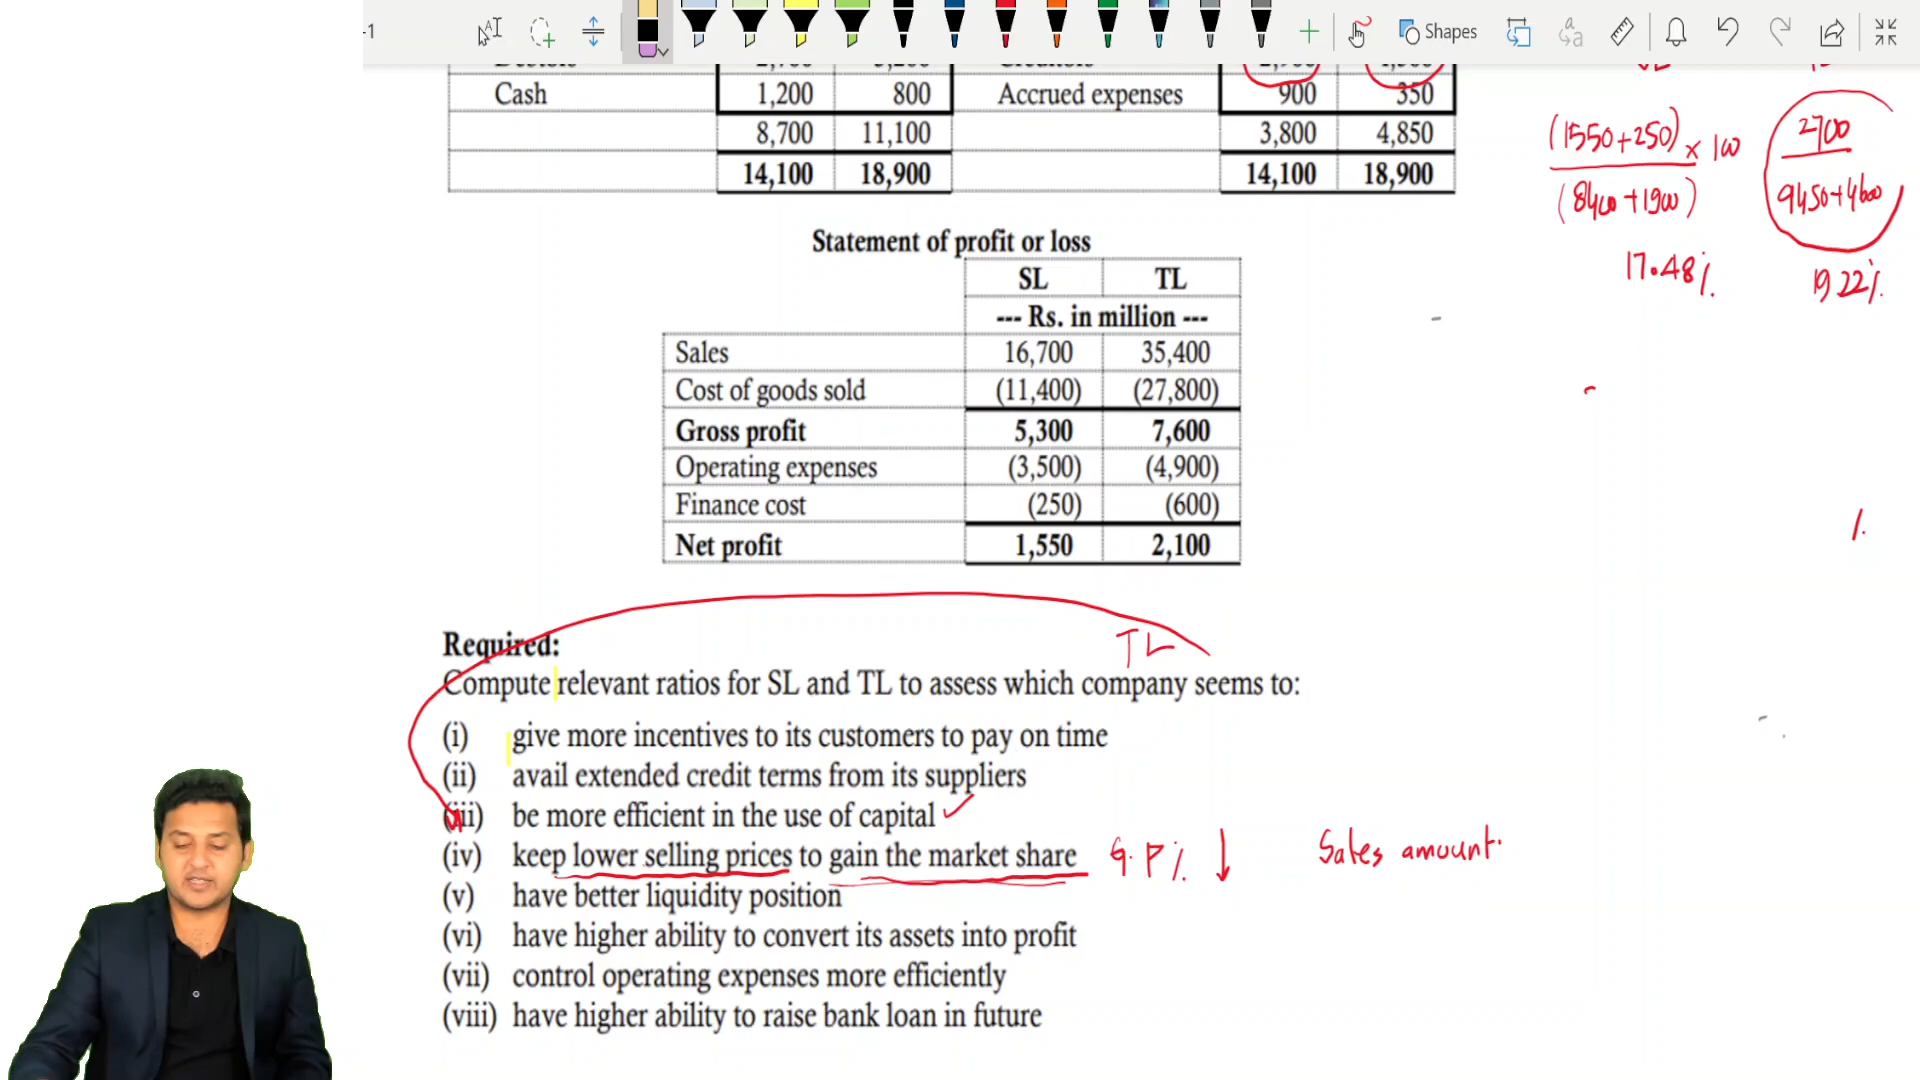 -1
Shapes
Cash 1,200 800 Accrued expenses 900 350
8,700 11,100 3,800 4,850
14,100 18,900 14,100 18,900
(1550+250) × 100
(8400+1900)
17.48%
2700
9450+4600
19.22%
Statement of profit or loss
SL TL
--- Rs. in million ---
Sales 16,700 35,400
Cost of goods sold (11,400) (27,800)
Gross profit 5,300 7,600
Operating expenses (3,500) (4,900)
Finance cost (250) (600)
Net profit 1,550 2,100
TL
Required:
Compute relevant ratios for SL and TL to assess which company seems to:
(i) give more incentives to its customers to pay on time
(ii) avail extended credit terms from its suppliers
(iii) be more efficient in the use of capital
(iv) keep lower selling prices to gain the market share G.P% ↓ Sales amount.
(v) have better liquidity position
(vi) have higher ability to convert its assets into profit
(vii) control operating expenses more efficiently
(viii) have higher ability to raise bank loan in future